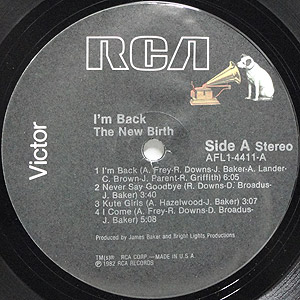 RCA
Victor
I'm Back
The New Birth
Side A Stereo
AFL1-4411-A
1 I'm Back (A. Frey-R. Downs-J. Baker-A. Lander-
C. Brown-J. Parent-R. Griffith) 6:05
2 Never Say Goodbye (R. Downs-D. Broadus-
J. Baker) 3:40
3 Kute Girls (A. Hazelwood-J. Baker) 3:07
4 I Come (A. Frey-R. Downs-D. Broadus-
J. Baker) 5:08
Produced by James Baker and Bright Lights Productions
TM(s)® RCA CORP.—MADE IN U.S.A.
℗ 1982 RCA RECORDS